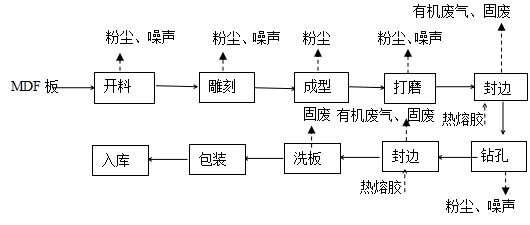 有机废气、固废
粉尘、噪声
粉尘、噪声
粉尘
粉尘、噪声
MDF 板
开料
雕刻
成型
打磨
封边
热熔胶
固废
有机废气、固废
入库
包装
洗板
封边
钻孔
热熔胶
粉尘、噪声